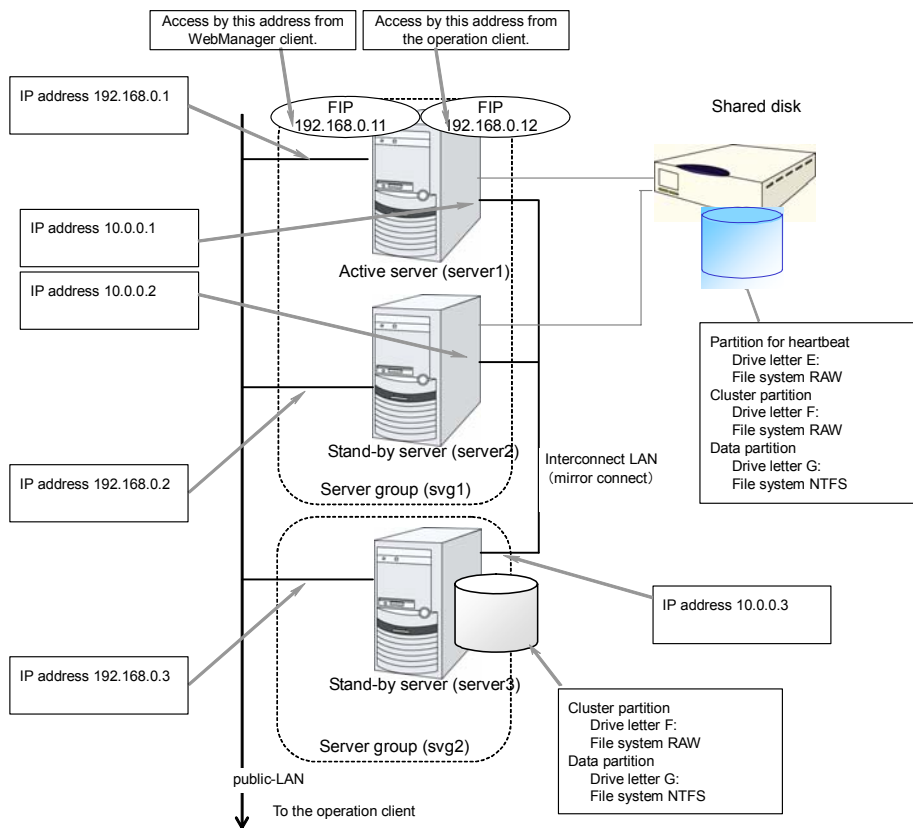 Access by this address from
WebManager client.
Access by this address from
the operation client.
IP address 192.168.0.1
FIP
192.168.0.11
FIP
192.168.0.12
Shared disk
IP address 10.0.0.1
Active server (server1)
IP address 10.0.0.2
Partition for heartbeat
Drive letter E:
File system RAW
Cluster partition
Drive letter F:
File system RAW
Data partition
Drive letter G:
File system NTFS
Stand-by server (server2)
Interconnect LAN
(mirror connect)
IP address 192.168.0.2
Server group (svg1)
IP address 10.0.0.3
IP address 192.168.0.3
Stand-by server (server3)
Cluster partition
Drive letter F:
File system RAW
Data partition
Drive letter G:
File system NTFS
Server group (svg2)
public-LAN
To the operation client